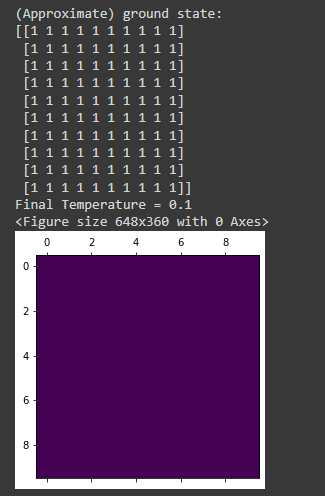 (Approximate) ground state:
[[1 1 1 1 1 1 1 1 1 1]
 [1 1 1 1 1 1 1 1 1 1]
 [1 1 1 1 1 1 1 1 1 1]
 [1 1 1 1 1 1 1 1 1 1]
 [1 1 1 1 1 1 1 1 1 1]
 [1 1 1 1 1 1 1 1 1 1]
 [1 1 1 1 1 1 1 1 1 1]
 [1 1 1 1 1 1 1 1 1 1]
 [1 1 1 1 1 1 1 1 1 1]
 [1 1 1 1 1 1 1 1 1 1]]
Final Temperature = 0.1
<Figure size 648x360 with 0 Axes>
0 2 4 6 8
0
2
4
6
8